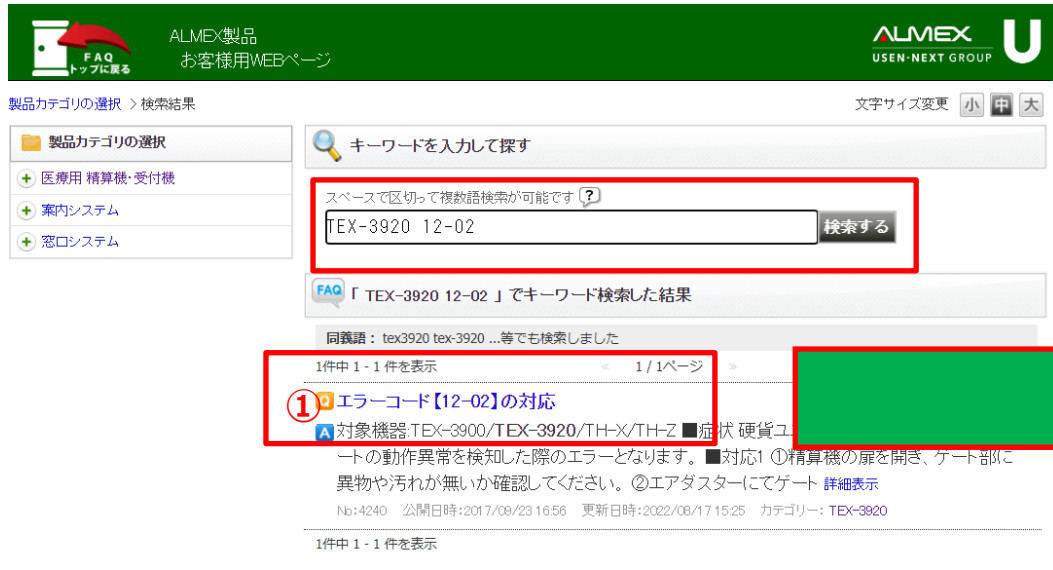 FAQ
トップに戻る
ALMEX製品
お客様用WEBページ
ALMEX
USEN-NEXT GROUP
U
製品カテゴリの選択 > 検索結果
文字サイズ変更 小 中 大
製品カテゴリの選択
医療用 精算機・受付機
案内システム
窓口システム
キーワードを入力して探す
スペースで区切って複数語検索が可能です ?
TEX-3920 12-02 検索する
FAQ 「 TEX-3920 12-02 」 でキーワード検索した結果
同義語： tex3920 tex-3920 ...等でも検索しました
1件中 1 - 1 件を表示 « 1 / 1ページ »
① Q エラーコード【12-02】の対応
A 対象機器:TEX-3900/TEX-3920/TH-X/TH-Z ■症状 硬貨ユ
ートの動作異常を検知した際のエラーとなります。 ■対応1 ①精算機の扉を開き、ゲート部に
異物や汚れが無いか確認してください。 ②エアダスターにてゲート 詳細表示
No:4240 公開日時:2017/09/23 16:56 更新日時:2022/08/17 15:25 カテゴリー： TEX-3920
1件中 1 - 1 件を表示